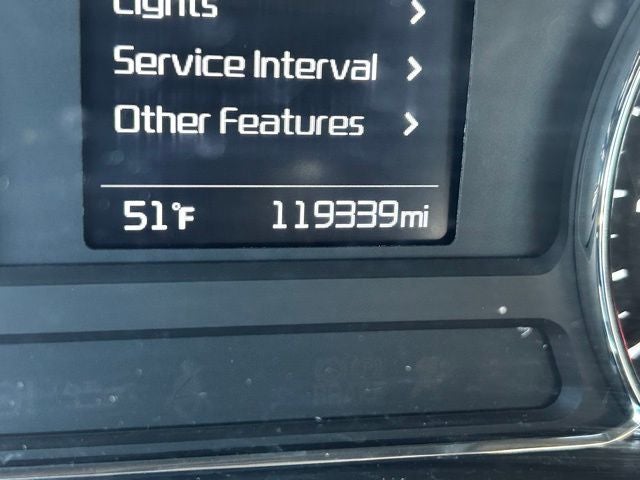 Lights >
Service Interval >
Other Features >
51°F 119339mi